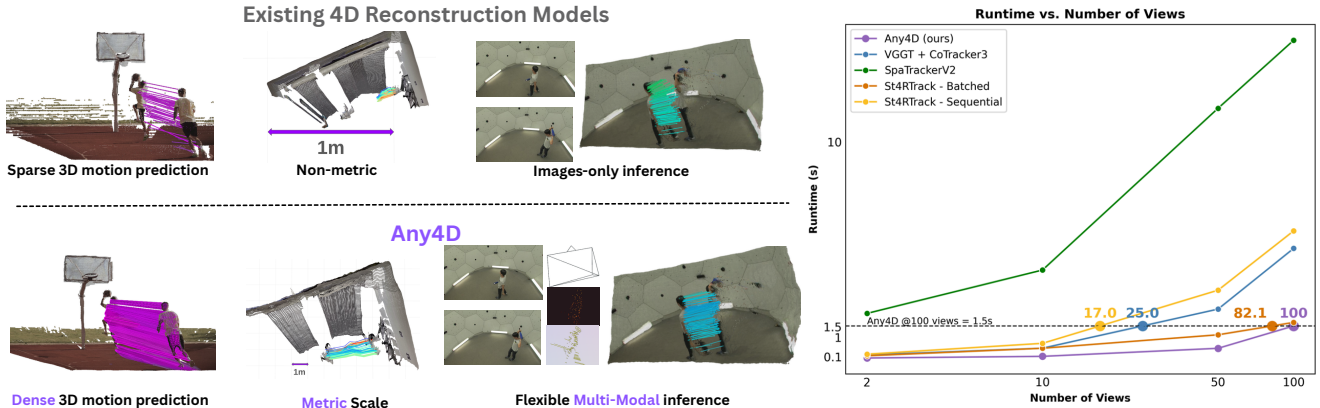 Existing 4D Reconstruction Models
1m
Sparse 3D motion prediction
Non-metric
Images-only inference
Any4D
1m
Dense 3D motion prediction
Metric Scale
Flexible Multi-Modal inference
Runtime vs. Number of Views
Any4D (ours)
VGGT + CoTracker3
SpaTrackerV2
St4RTrack - Batched
St4RTrack - Sequential
Runtime (s)
10
1.5
1
0.1
17.0
25.0
82.1
100
Any4D @100 views = 1.5s
2
10
50
100
Number of Views